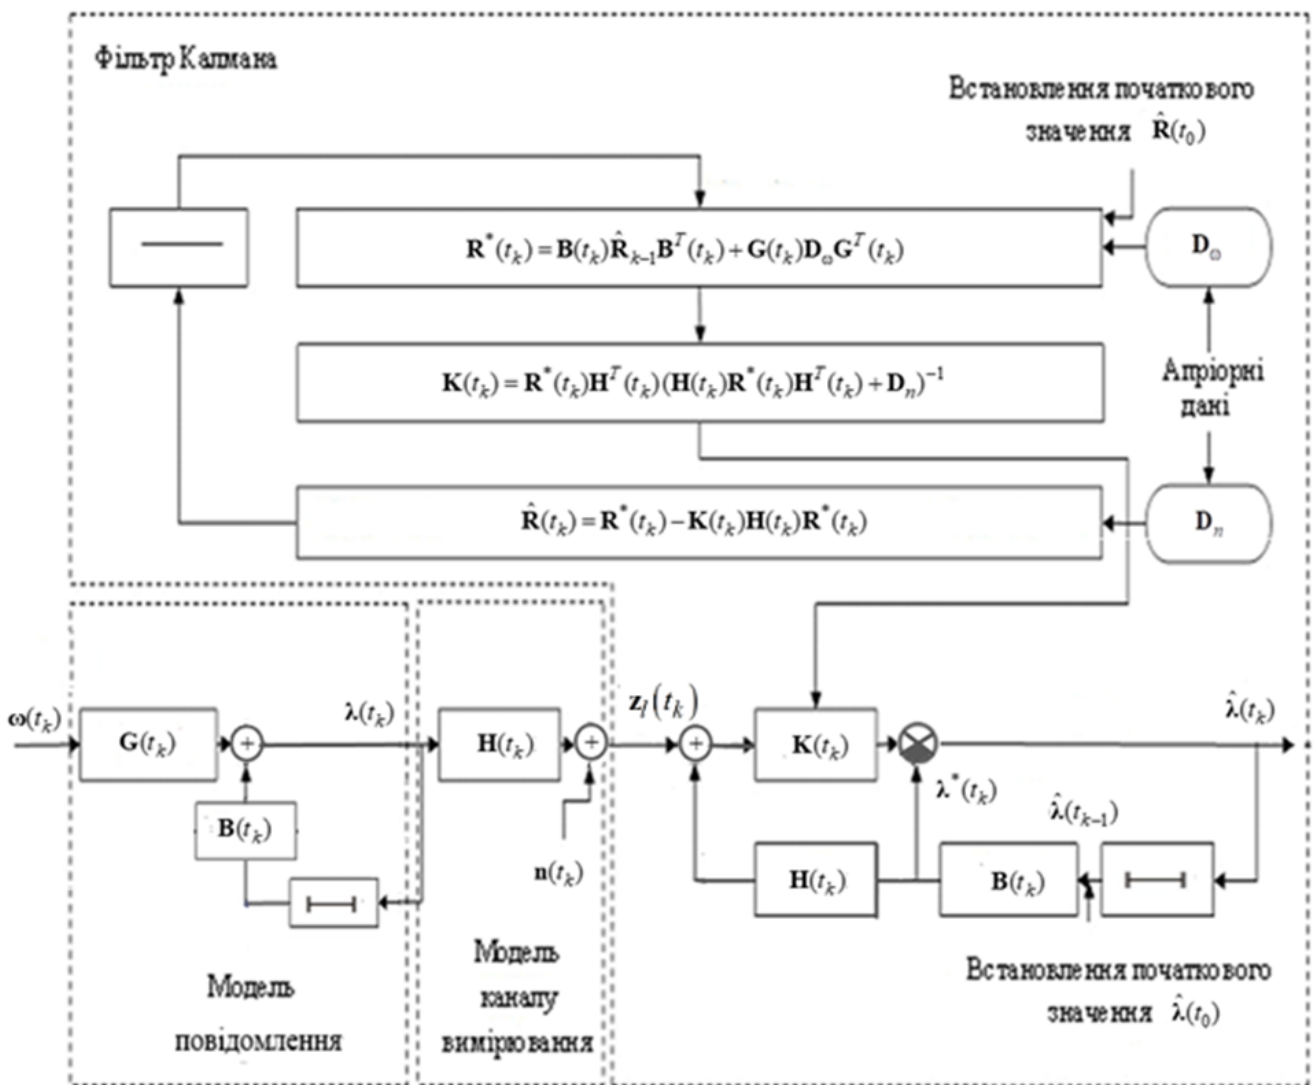 Фільтр Калмана
Встановлення початкового
значення R̂(t₀)
R*(tₖ) = B(tₖ)R̂ₖ₋₁Bᵀ(tₖ) + G(tₖ)D_ωGᵀ(tₖ)
D_ω
K(tₖ) = R*(tₖ)Hᵀ(tₖ)(H(tₖ)R*(tₖ)Hᵀ(tₖ) + Dₙ)⁻¹
Апріорні
дані
R̂(tₖ) = R*(tₖ) − K(tₖ)H(tₖ)R*(tₖ)
Dₙ
ω(tₖ)
G(tₖ)
+
λ(tₖ)
B(tₖ)
H(tₖ)
+
n(tₖ)
z_l(tₖ)
+
K(tₖ)
λ̂(tₖ)
λ*(tₖ)
λ̂(tₖ₋₁)
H(tₖ)
B(tₖ)
Модель
повідомлення
Модель
каналу
вимірювання
Встановлення початкового
значення λ̂(t₀)